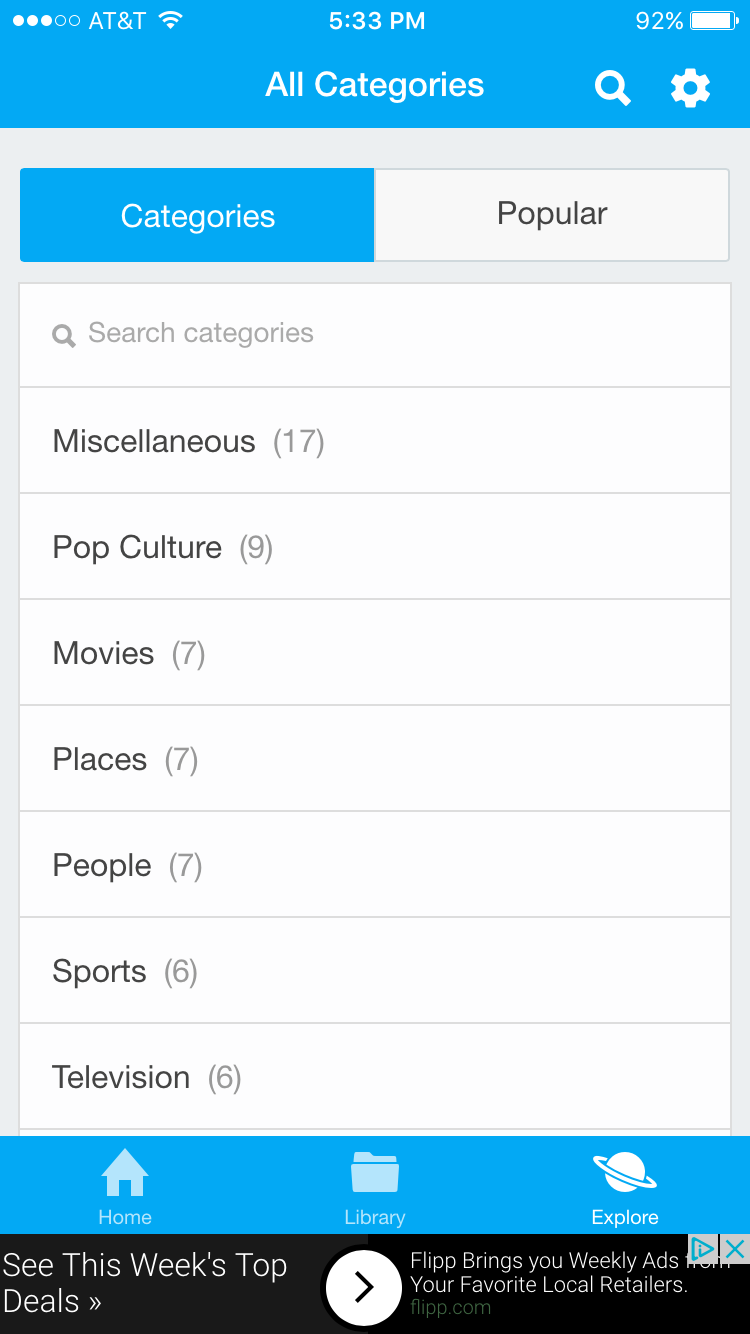 AT&T 5:33 PM 92%
All Categories
Categories Popular
Search categories
Miscellaneous (17)
Pop Culture (9)
Movies (7)
Places (7)
People (7)
Sports (6)
Television (6)
Home Library Explore
See This Week's Top
Deals »
Flipp Brings you Weekly Ads from
Your Favorite Local Retailers.
flipp.com